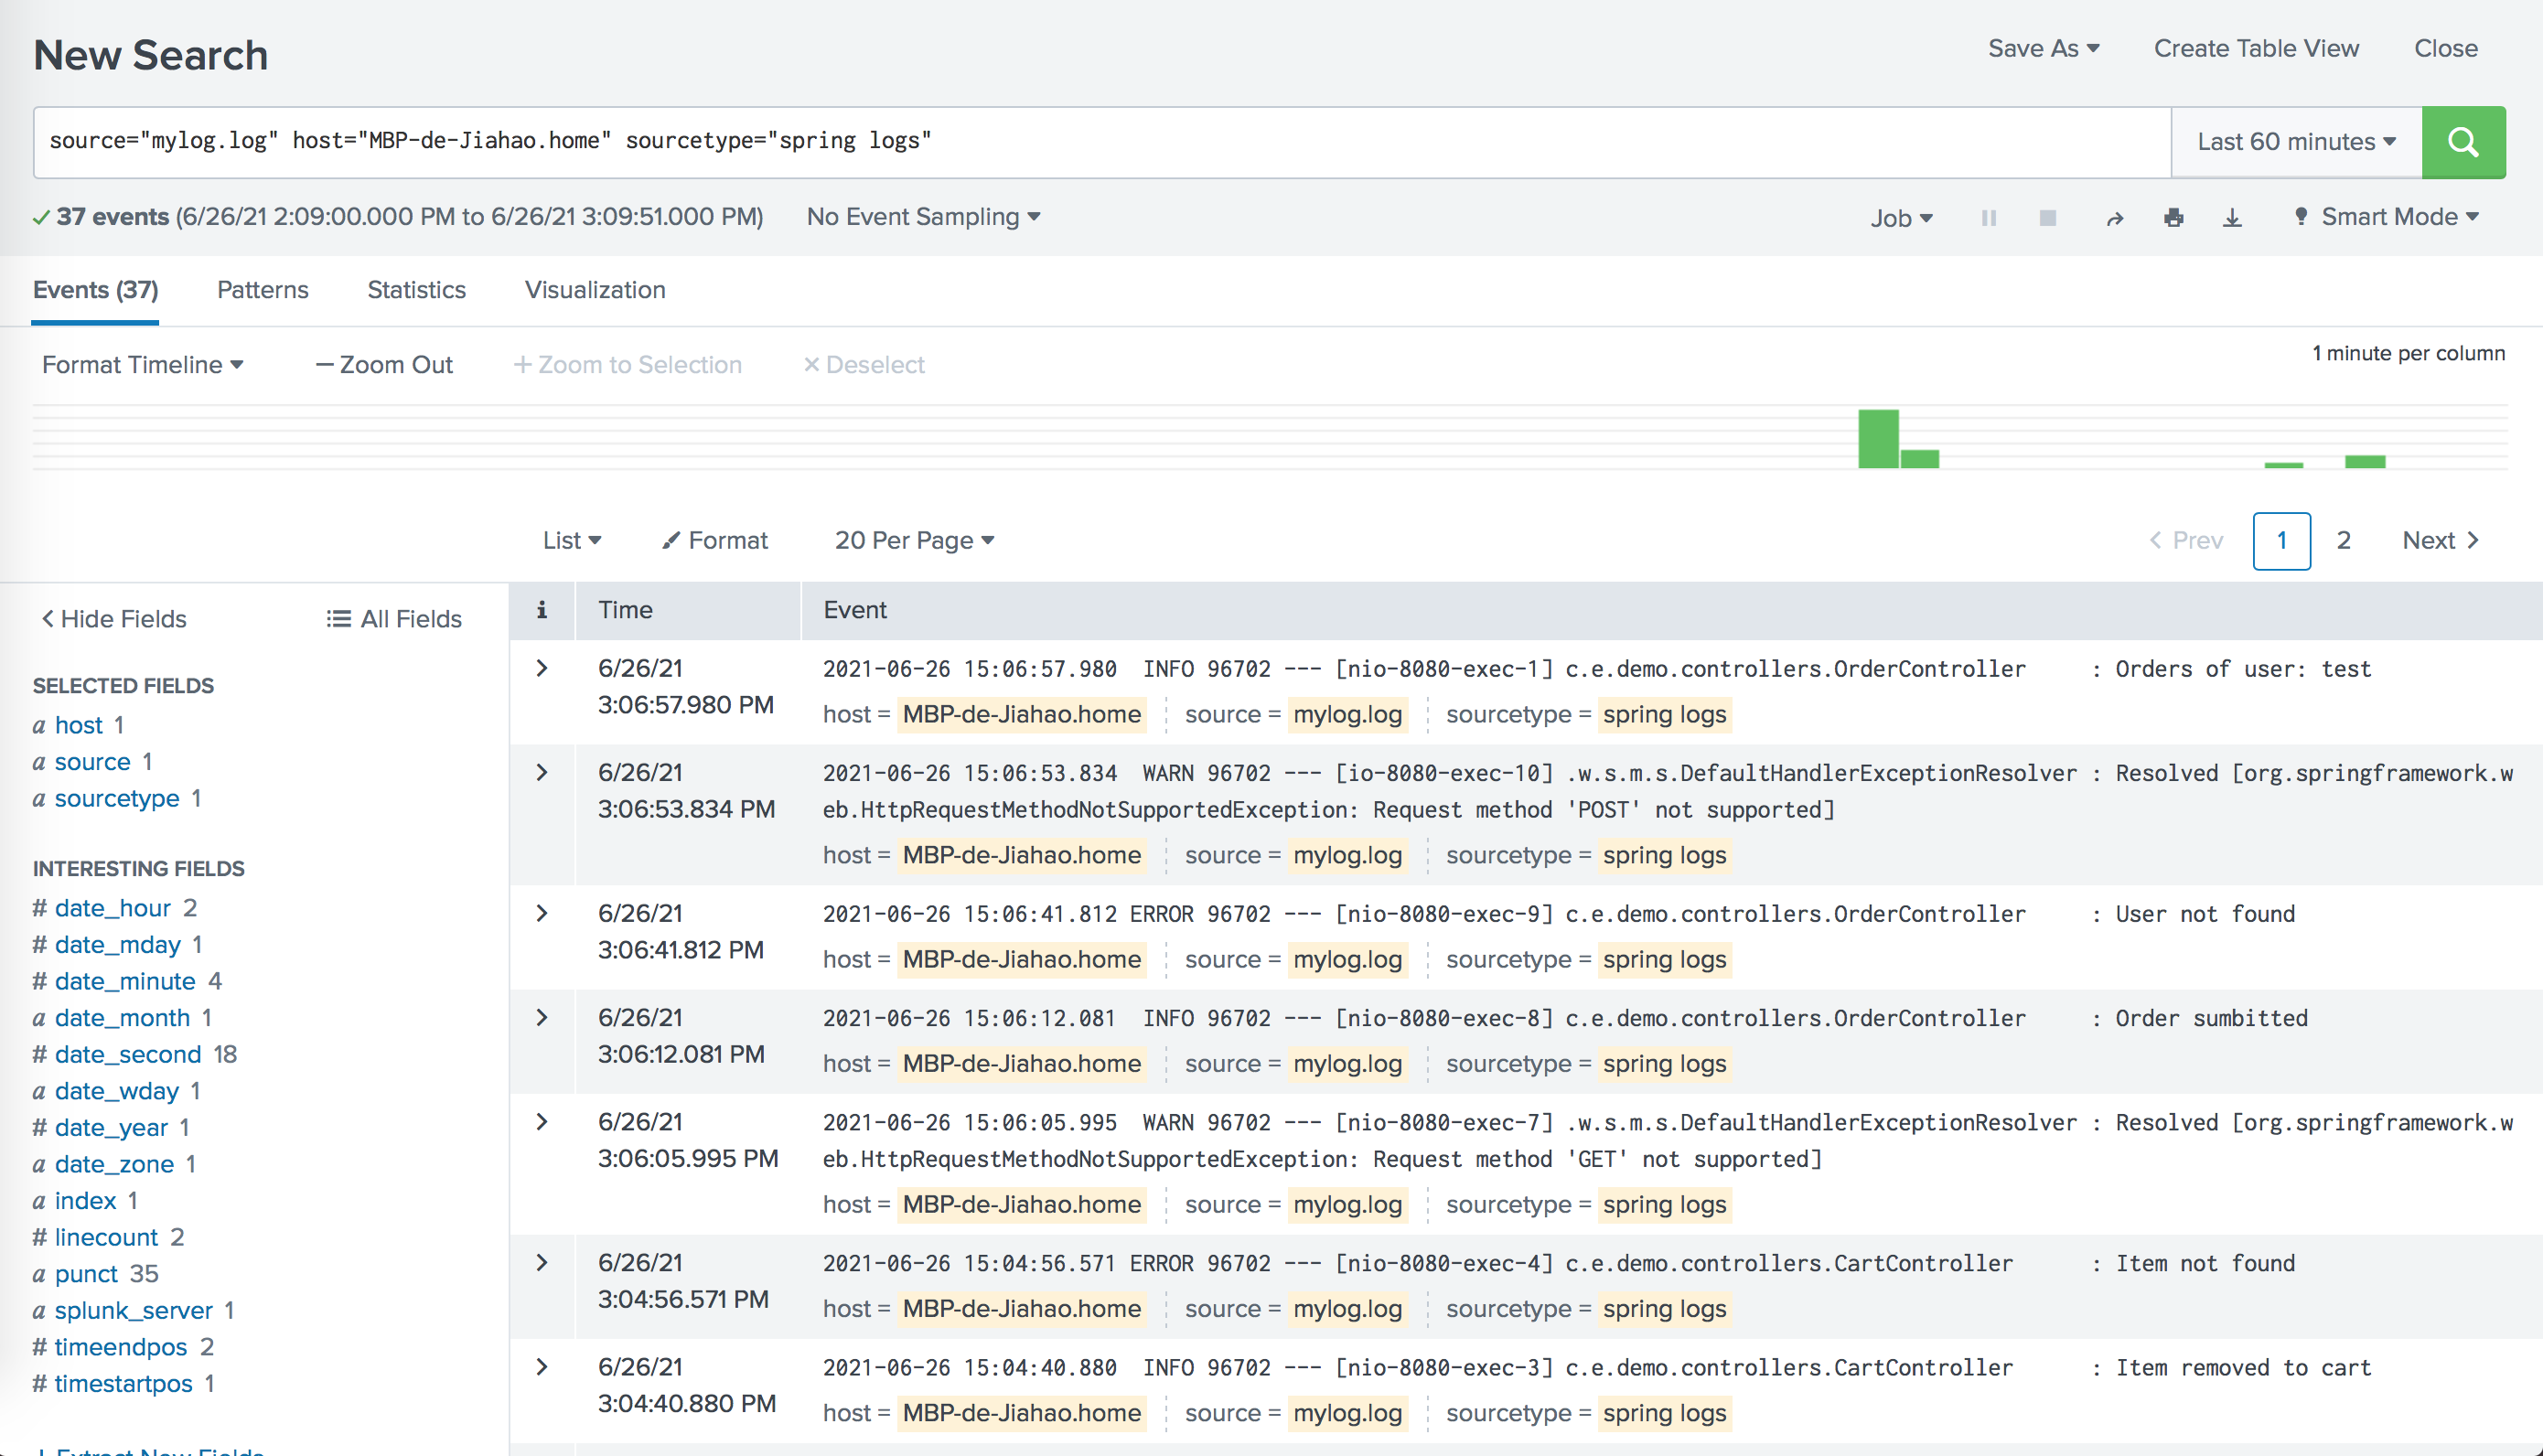 New Search
Save As
Create Table View
Close
source="mylog.log" host="MBP-de-Jiahao.home" sourcetype="spring logs"
Last 60 minutes
37 events (6/26/21 2:09:00.000 PM to 6/26/21 3:09:51.000 PM)
No Event Sampling
Job
Smart Mode
Events (37)
Patterns
Statistics
Visualization
Format Timeline
— Zoom Out
+ Zoom to Selection
× Deselect
1 minute per column
List
Format
20 Per Page
< Prev
1
2
Next >
< Hide Fields
All Fields
SELECTED FIELDS
a host 1
a source 1
a sourcetype 1
INTERESTING FIELDS
# date_hour 2
# date_mday 1
# date_minute 4
a date_month 1
# date_second 18
a date_wday 1
# date_year 1
a date_zone 1
a index 1
# linecount 2
a punct 35
a splunk_server 1
# timeendpos 2
# timestartpos 1
+ Extract New Fields
i
Time
Event
6/26/21
3:06:57.980 PM
2021-06-26 15:06:57.980  INFO 96702 --- [nio-8080-exec-1] c.e.demo.controllers.OrderController     : Orders of user: test
host = MBP-de-Jiahao.home source = mylog.log sourcetype = spring logs
6/26/21
3:06:53.834 PM
2021-06-26 15:06:53.834  WARN 96702 --- [io-8080-exec-10] .w.s.m.s.DefaultHandlerExceptionResolver : Resolved [org.springframework.w
eb.HttpRequestMethodNotSupportedException: Request method 'POST' not supported]
host = MBP-de-Jiahao.home source = mylog.log sourcetype = spring logs
6/26/21
3:06:41.812 PM
2021-06-26 15:06:41.812 ERROR 96702 --- [nio-8080-exec-9] c.e.demo.controllers.OrderController     : User not found
host = MBP-de-Jiahao.home source = mylog.log sourcetype = spring logs
6/26/21
3:06:12.081 PM
2021-06-26 15:06:12.081  INFO 96702 --- [nio-8080-exec-8] c.e.demo.controllers.OrderController     : Order sumbitted
host = MBP-de-Jiahao.home source = mylog.log sourcetype = spring logs
6/26/21
3:06:05.995 PM
2021-06-26 15:06:05.995  WARN 96702 --- [nio-8080-exec-7] .w.s.m.s.DefaultHandlerExceptionResolver : Resolved [org.springframework.w
eb.HttpRequestMethodNotSupportedException: Request method 'GET' not supported]
host = MBP-de-Jiahao.home source = mylog.log sourcetype = spring logs
6/26/21
3:04:56.571 PM
2021-06-26 15:04:56.571 ERROR 96702 --- [nio-8080-exec-4] c.e.demo.controllers.CartController      : Item not found
host = MBP-de-Jiahao.home source = mylog.log sourcetype = spring logs
6/26/21
3:04:40.880 PM
2021-06-26 15:04:40.880  INFO 96702 --- [nio-8080-exec-3] c.e.demo.controllers.CartController      : Item removed to cart
host = MBP-de-Jiahao.home source = mylog.log sourcetype = spring logs